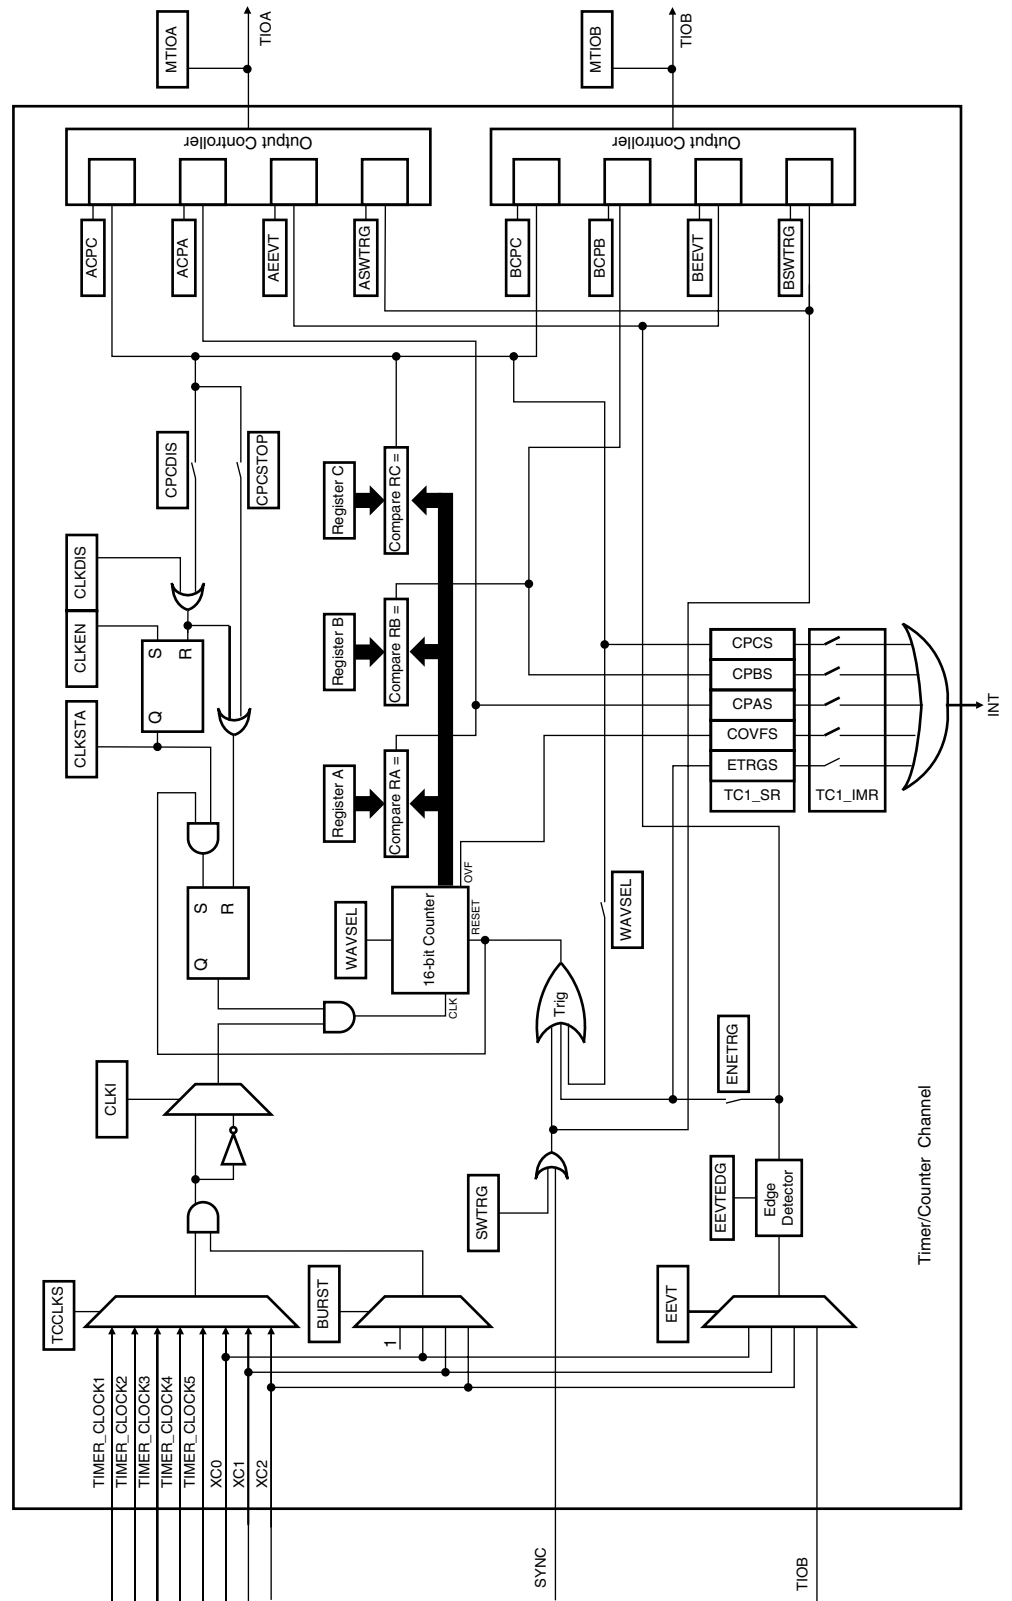 TIOA
MTIOA
TIOB
MTIOB
Output Controller
Output Controller
ACPC
ACPA
AEEVT
ASWTRG
BCPC
BCPB
BEEVT
BSWTRG
CPCDIS
CPCSTOP
Register C
Compare RC =
CLKDIS
CLKEN
CLKSTA
S
R
Q
Register B
Compare RB =
Register A
Compare RA =
CPCS
CPBS
CPAS
COVFS
ETRGS
TC1_SR
TC1_IMR
INT
S
R
Q
WAVSEL
16-bit Counter
OVF
RESET
CLK
WAVSEL
Trig
CLKI
ENETRG
SWTRG
EEVTEDG
Edge
Detector
Timer/Counter Channel
TCCLKS
BURST
1
EEVT
TIMER_CLOCK1
TIMER_CLOCK2
TIMER_CLOCK3
TIMER_CLOCK4
TIMER_CLOCK5
XC0
XC1
XC2
SYNC
TIOB